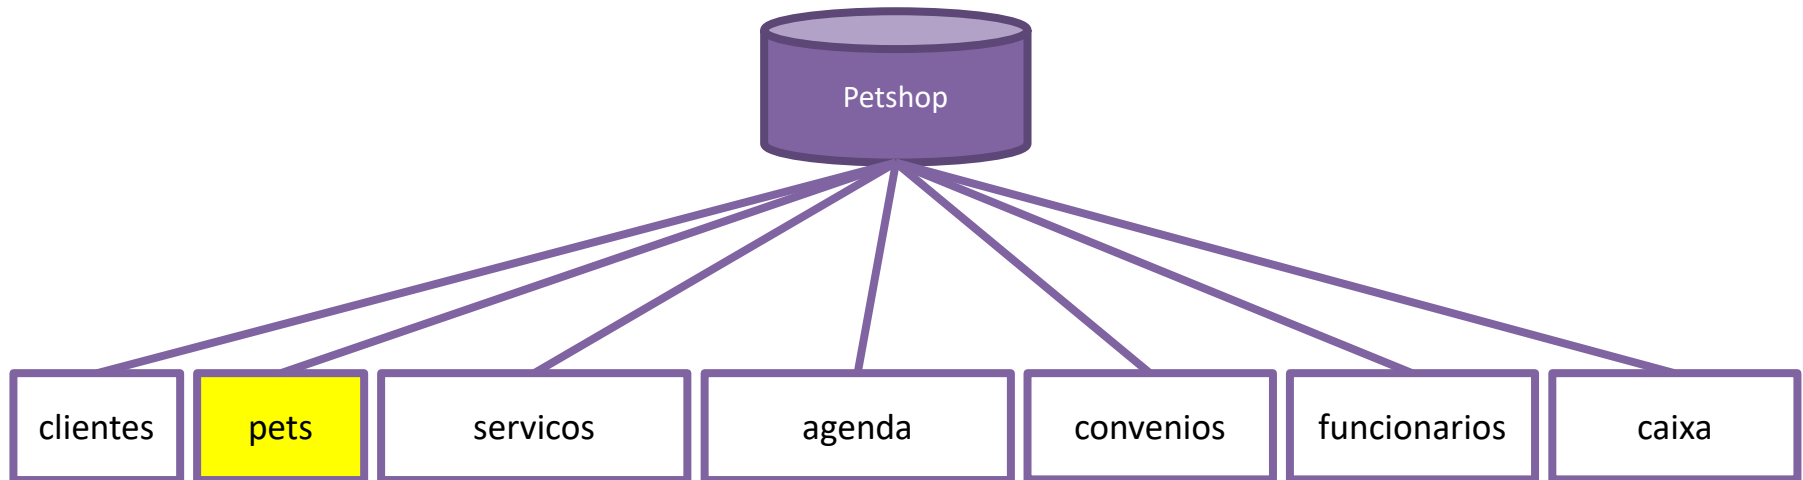 Petshop
clientes
pets
servicos
agenda
convenios
funcionarios
caixa